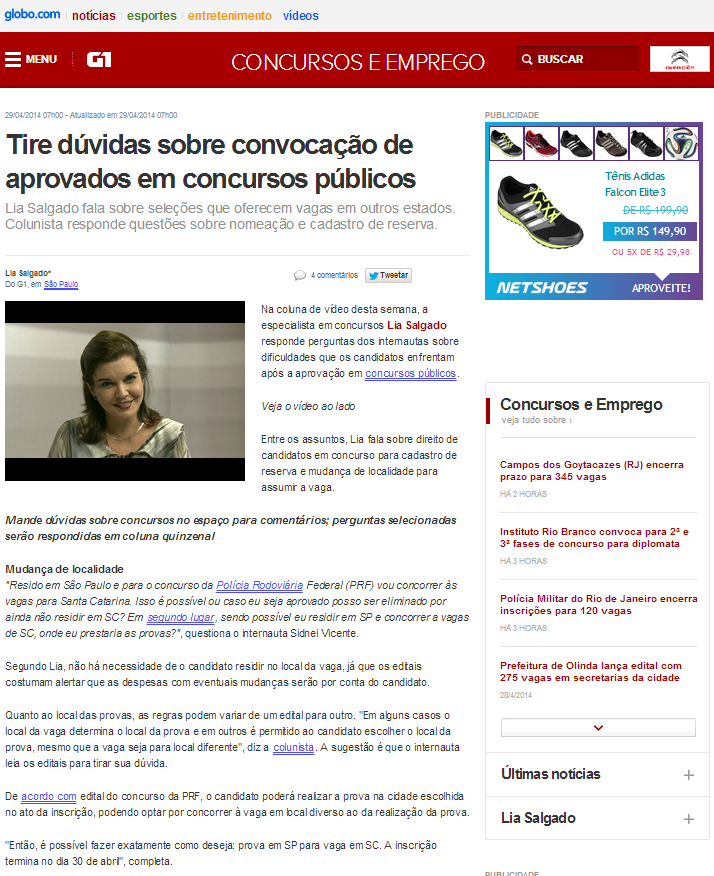 globo.com notícias esportes entretenimento vídeos
MENU G1 CONCURSOS E EMPREGO BUSCAR CITROËN
29/04/2014 07h00 - Atualizado em 29/04/2014 07h00
Tire dúvidas sobre convocação de
aprovados em concursos públicos
Lia Salgado fala sobre seleções que oferecem vagas em outros estados.
Colunista responde questões sobre nomeação e cadastro de reserva.
Lia Salgado*
Do G1, em São Paulo
4 comentários Tweetar
Na coluna de vídeo desta semana, a
especialista em concursos Lia Salgado
responde perguntas dos internautas sobre
dificuldades que os candidatos enfrentam
após a aprovação em concursos públicos.
Veja o vídeo ao lado
Entre os assuntos, Lia fala sobre direito de
candidatos em concurso para cadastro de
reserva e mudança de localidade para
assumir a vaga.
Mande dúvidas sobre concursos no espaço para comentários; perguntas selecionadas
serão respondidas em coluna quinzenal
Mudança de localidade
"Resido em São Paulo e para o concurso da Polícia Rodoviária Federal (PRF) vou concorrer às
vagas para Santa Catarina. Isso é possível ou caso eu seja aprovado posso ser eliminado por
ainda não residir em SC? Em segundo lugar, sendo possível eu residir em SP e concorrer a vagas
de SC, onde eu prestaria as provas?", questiona o internauta Sidnei Vicente.
Segundo Lia, não há necessidade de o candidato residir no local da vaga, já que os editais
costumam alertar que as despesas com eventuais mudanças serão por conta do candidato.
Quanto ao local das provas, as regras podem variar de um edital para outro. "Em alguns casos o
local da vaga determina o local da prova e em outros é permitido ao candidato escolher o local da
prova, mesmo que a vaga seja para local diferente", diz a colunista. A sugestão é que o internauta
leia os editais para tirar sua dúvida.
De acordo com edital do concurso da PRF, o candidato poderá realizar a prova na cidade escolhida
no ato da inscrição, podendo optar por concorrer à vaga em local diverso ao da realização da prova.
"Então, é possível fazer exatamente como deseja: prova em SP para vaga em SC. A inscrição
termina no dia 30 de abril", completa.
PUBLICIDADE
Tênis Adidas
Falcon Elite 3
DE R$ 199,90
POR R$ 149,90
OU 5X DE R$ 29,98
NETSHOES APROVEITE!
Concursos e Emprego
veja tudo sobre ›
Campos dos Goytacazes (RJ) encerra
prazo para 345 vagas
HÁ 2 HORAS
Instituto Rio Branco convoca para 2ª e
3ª fases de concurso para diplomata
HÁ 3 HORAS
Polícia Militar do Rio de Janeiro encerra
inscrições para 120 vagas
HÁ 3 HORAS
Prefeitura de Olinda lança edital com
275 vagas em secretarias da cidade
28/4/2014
Últimas notícias +
Lia Salgado +
PUBLICIDADE